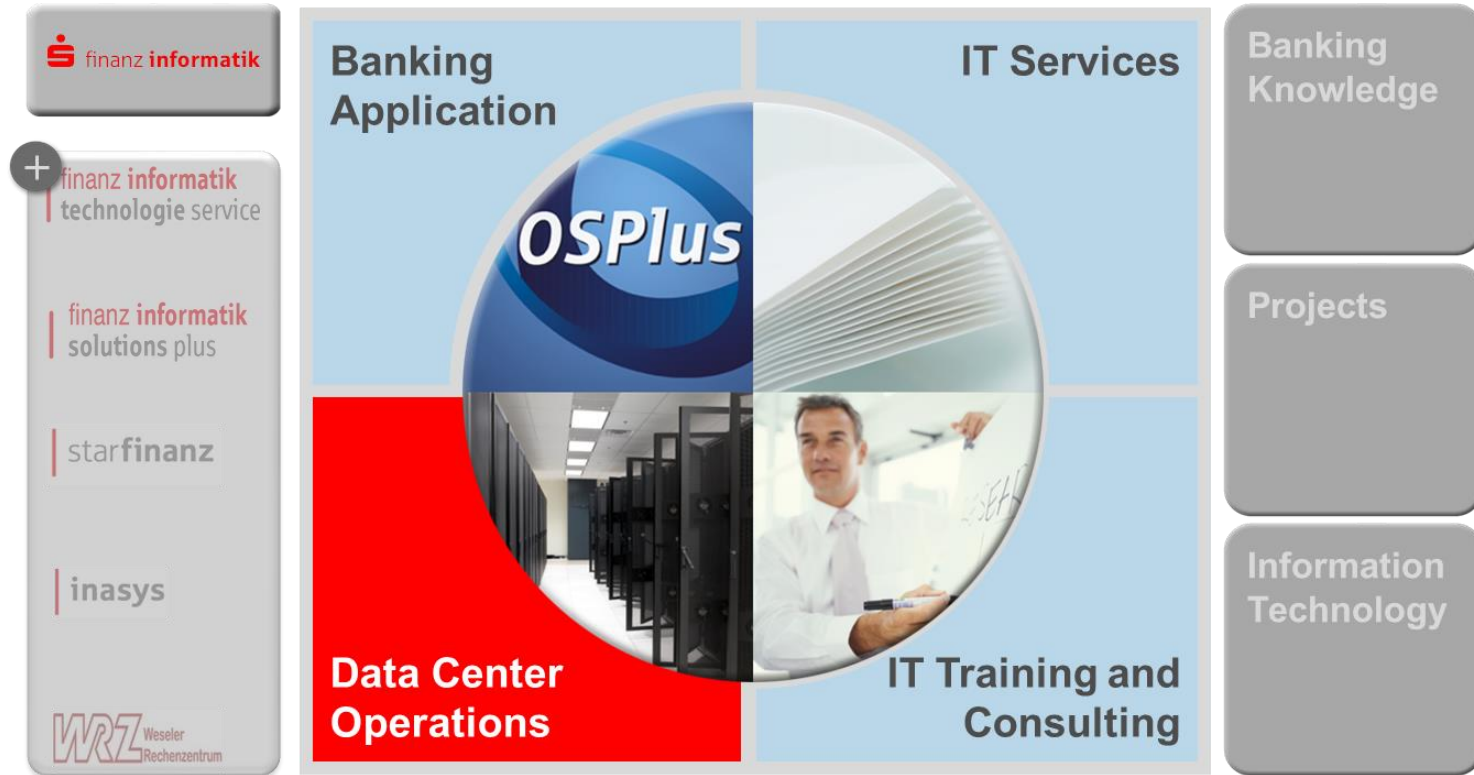 finanz informatik
+
finanz informatik
technologie service
finanz informatik
solutions plus
starfinanz
inasys
WRZ Weseler
Rechenzentrum
Banking
Application
IT Services
OSPlus
Data Center
Operations
IT Training and
Consulting
Banking
Knowledge
Projects
Information
Technology